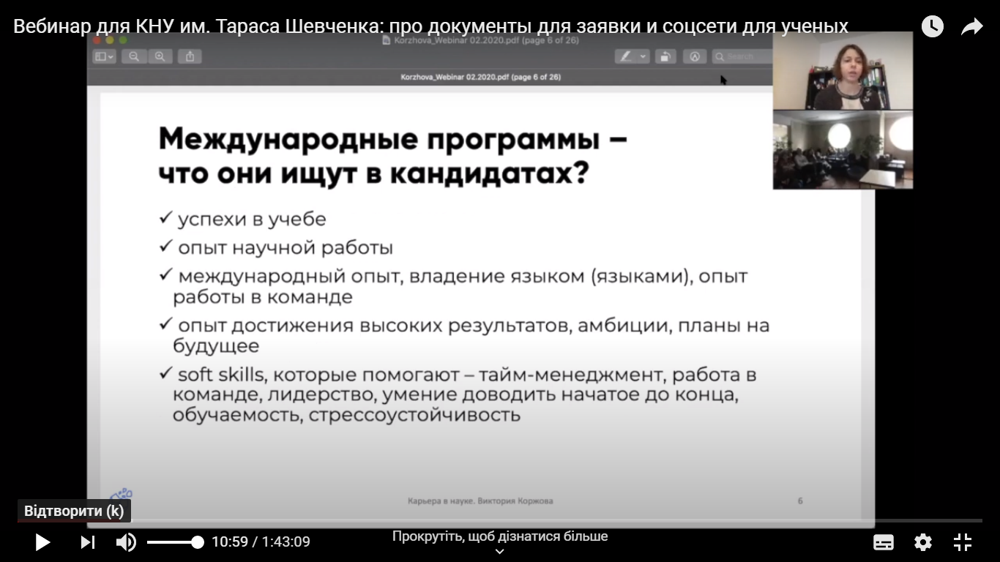 Вебинар для КНУ им. Тараса Шевченка: про документы для заявки и соцсети для ученых
Korzhova_Webinar 02.2020.pdf (page 6 of 26)
Search
Korzhova_Webinar 02.2020.pdf (page 6 of 26)
Международные программы –
что они ищут в кандидатах?
✓ успехи в учебе
✓ опыт научной работы
✓ международный опыт, владение языком (языками), опыт
работы в команде
✓ опыт достижения высоких результатов, амбиции, планы на
будущее
✓ soft skills, которые помогают – тайм-менеджмент, работа в
команде, лидерство, умение доводить начатое до конца,
обучаемость, стрессоустойчивость
Карьера в науке. Виктория Коржова
6
Відтворити (k)
10:59 / 1:43:09
Прокрутіть, щоб дізнатися більше